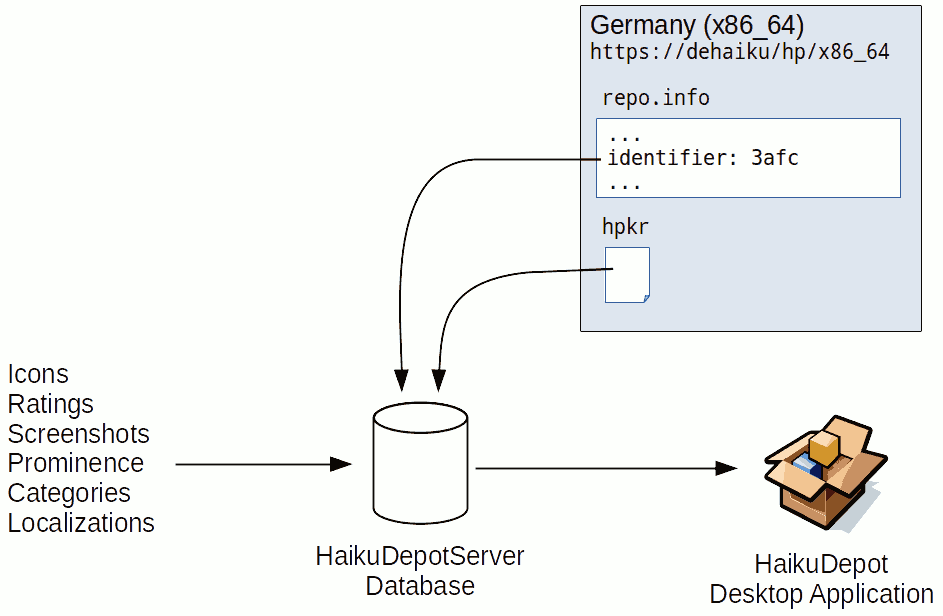 Germany (x86_64)
https://dehaiku/hp/x86_64
repo.info
...
identifier: 3afc
...
hpkr
Icons
Ratings
Screenshots
Prominence
Categories
Localizations
HaikuDepotServer
Database
HaikuDepot
Desktop Application